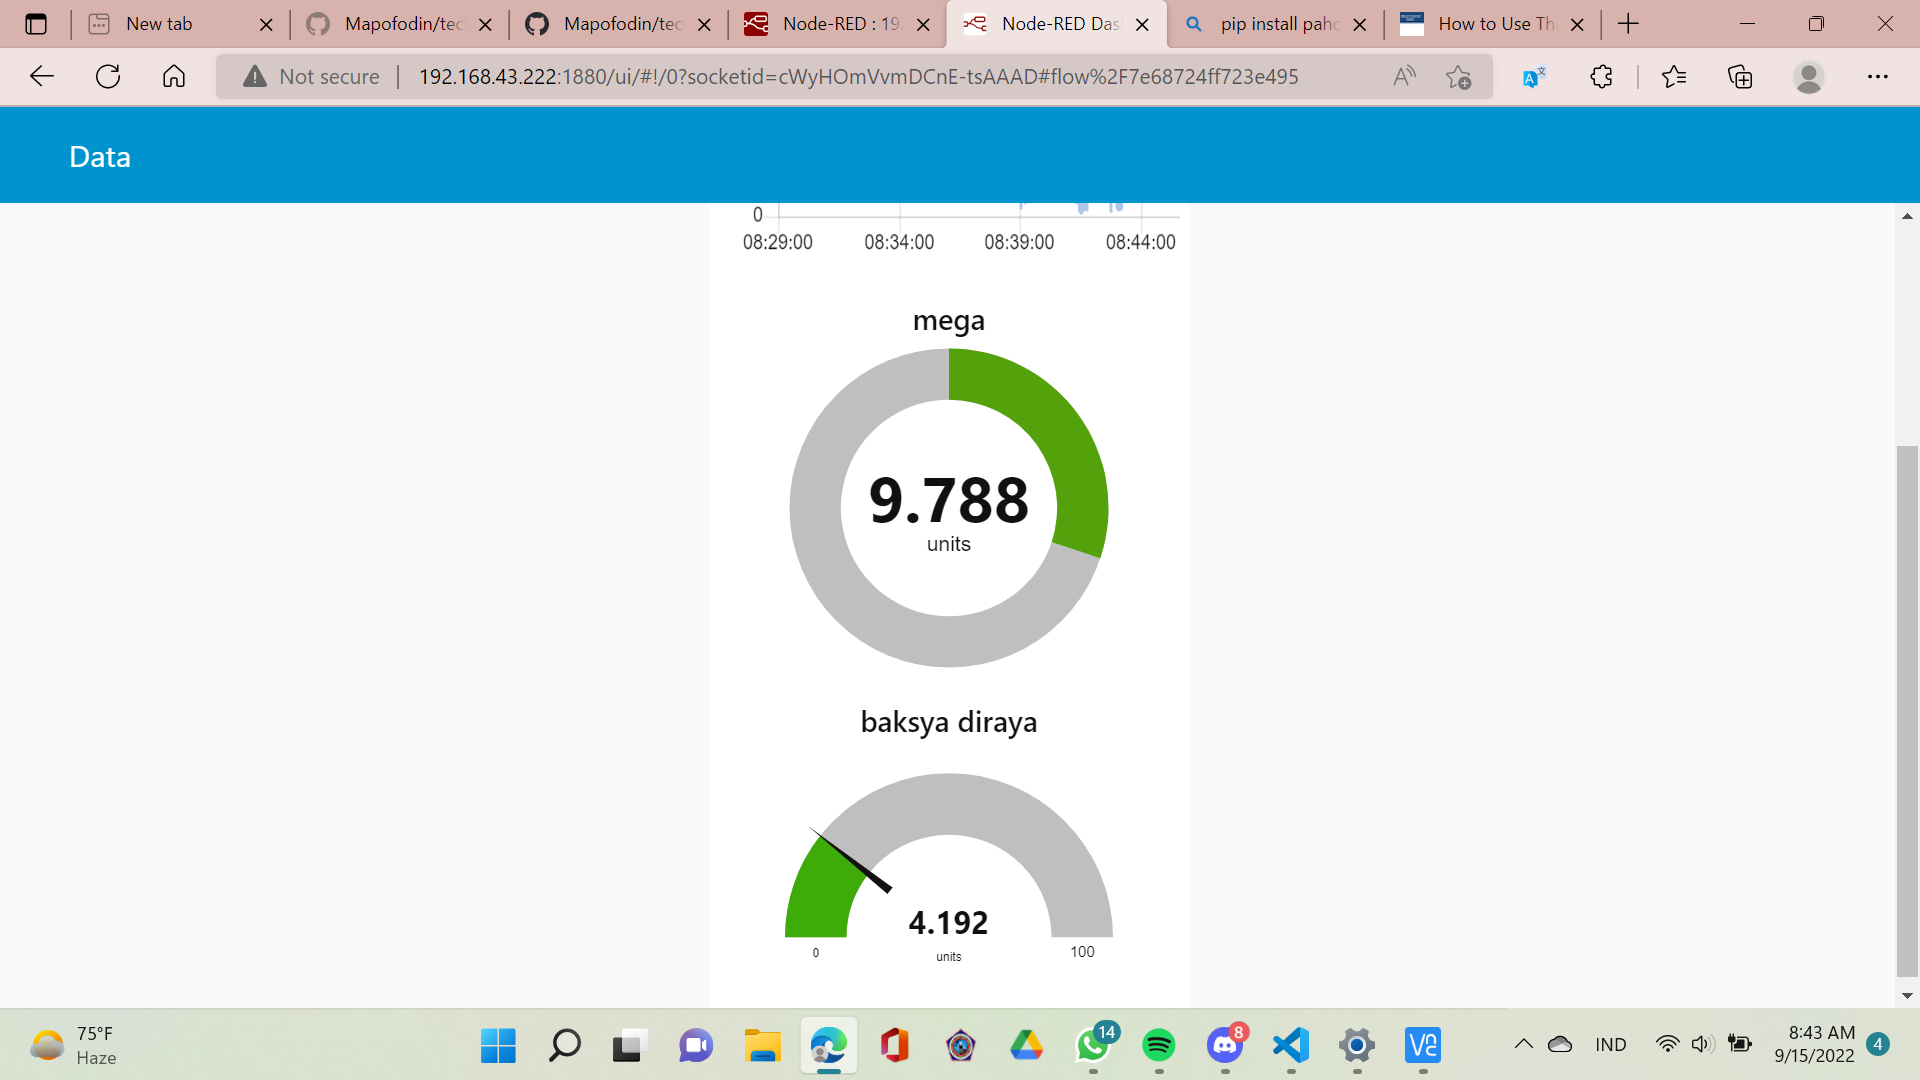 New tab
Mapofodin/tec
Mapofodin/tec
Node-RED : 19
Node-RED Das
pip install paho
How to Use Th
Not secure
192.168.43.222:1880/ui/#!/0?socketid=cWyHOmVvmDCnE-tsAAAD#flow%2F7e68724ff723e495
Data
0
08:29:00 08:34:00 08:39:00 08:44:00
mega
9.788
units
baksya diraya
4.192
0 units 100
75°F
Haze
14
8
IND
8:43 AM
9/15/2022
4